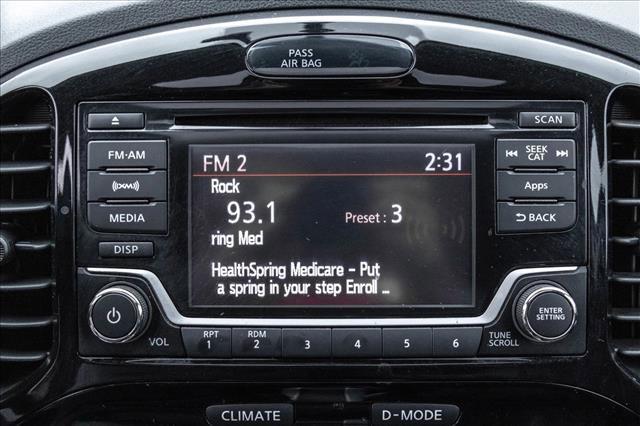 PASS
AIR BAG
SCAN
FM·AM
FM 2 2:31
SEEK
CAT
Rock
(XM)
93.1 Preset : 3
Apps
MEDIA
ring Med
BACK
DISP
HealthSpring Medicare - Put
a spring in your step Enroll ...
ENTER
SETTING
VOL
RPT
1
RDM
2
3
4
5
6
TUNE
SCROLL
CLIMATE
D-MODE